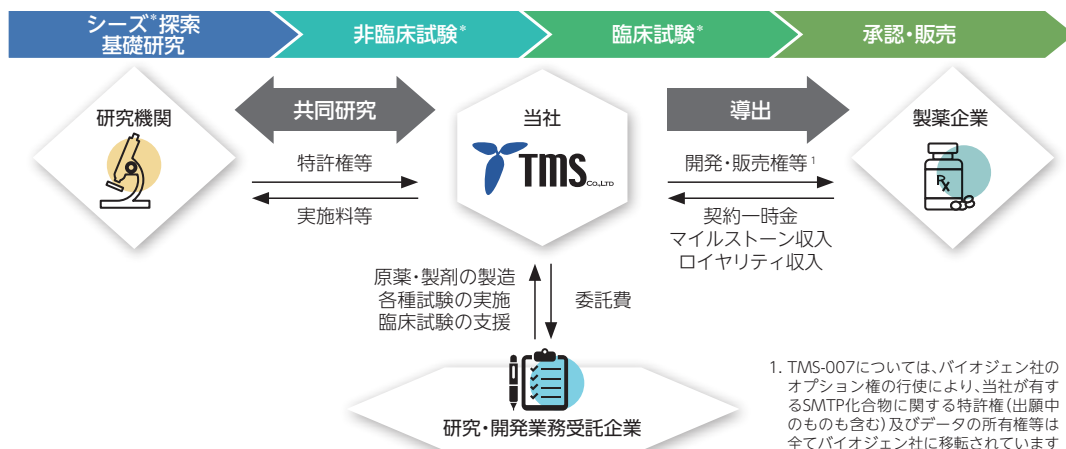 シーズ*探索
基礎研究
非臨床試験*
臨床試験*
承認・販売
研究機関
共同研究
特許権等
実施料等
当社
TMS CO.,LTD
導出
開発・販売権等1
契約一時金
マイルストーン収入
ロイヤリティ収入
製薬企業
Rx
原薬・製剤の製造
各種試験の実施
臨床試験の支援
委託費
研究・開発業務受託企業
1. TMS-007については、バイオジェン社の
オプション権の行使により、当社が有す
るSMTP化合物に関する特許権(出願中
のものも含む)及びデータの所有権等は
全てバイオジェン社に移転されています